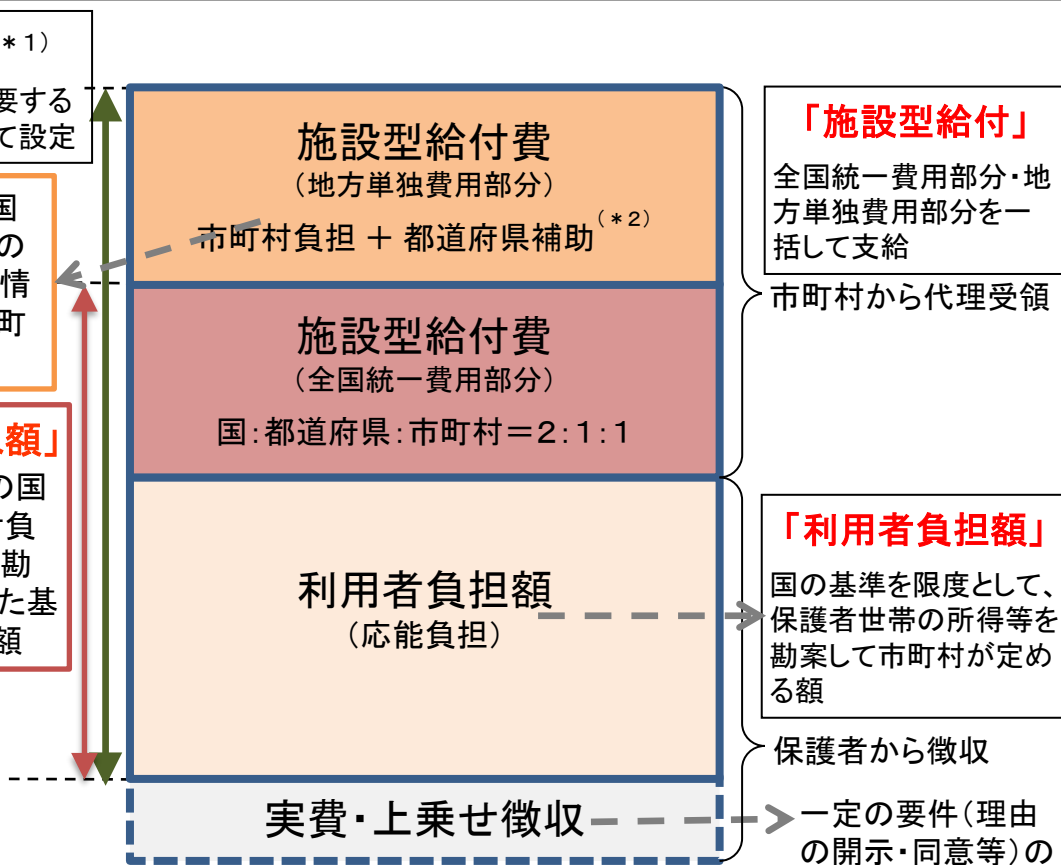 *1)
要する
て設定
国
の
情
町
額」
の国
負
勘
た基
額
施設型給付費
(地方単独費用部分)
市町村負担 + 都道府県補助(*2)
施設型給付費
(全国統一費用部分)
国:都道府県:市町村=2:1:1
利用者負担額
(応能負担)
実費・上乗せ徴収
「施設型給付」
全国統一費用部分・地
方単独費用部分を一
括して支給
市町村から代理受領
「利用者負担額」
国の基準を限度として、
保護者世帯の所得等を
勘案して市町村が定め
る額
保護者から徴収
一定の要件(理由
の開示・同意等)の